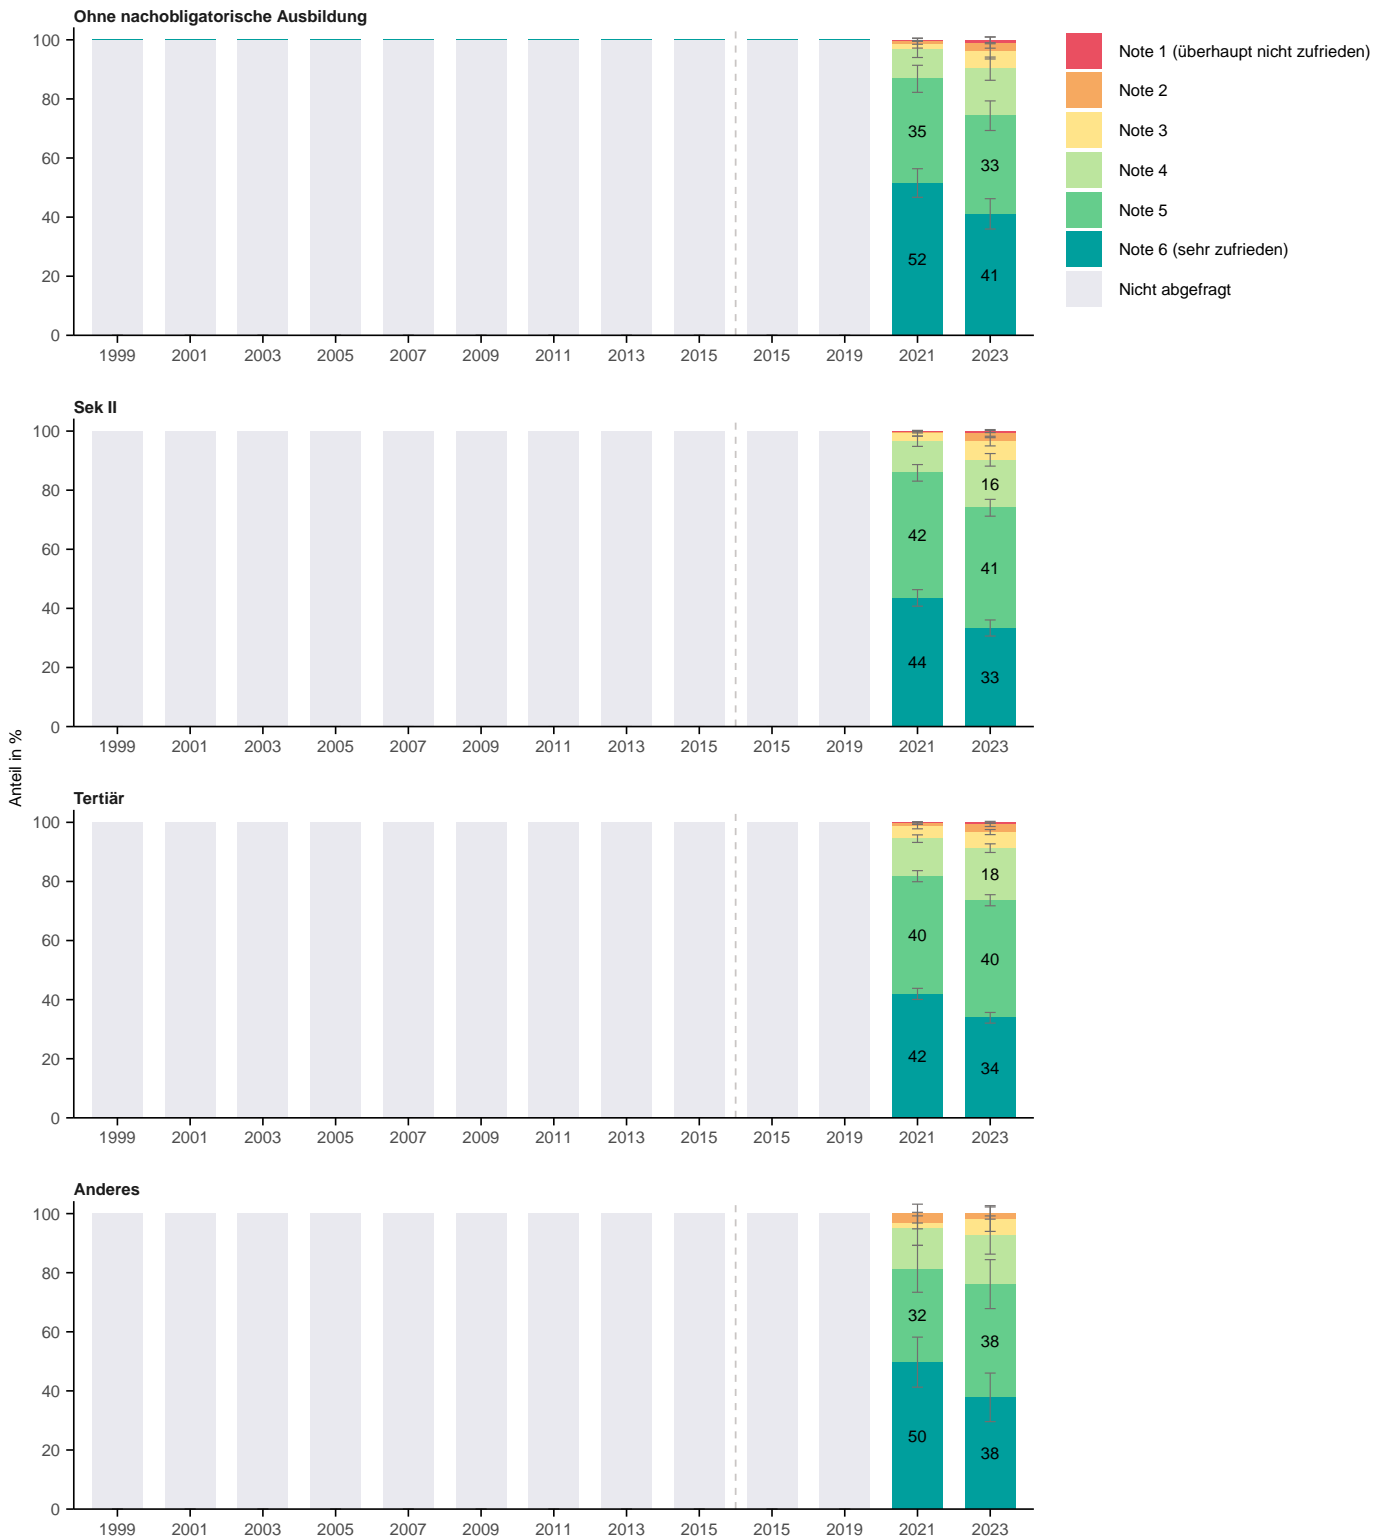 Ohne nachobligatorische Ausbildung
100
80
60
40
20
0
35
52
33
41
1999 2001 2003 2005 2007 2009 2011 2013 2015 2015 2019 2021 2023
Note 1 (überhaupt nicht zufrieden)
Note 2
Note 3
Note 4
Note 5
Note 6 (sehr zufrieden)
Nicht abgefragt
Sek II
100
80
60
40
20
0
42
44
16
41
33
1999 2001 2003 2005 2007 2009 2011 2013 2015 2015 2019 2021 2023
Anteil in %
Tertiär
100
80
60
40
20
0
40
42
18
40
34
1999 2001 2003 2005 2007 2009 2011 2013 2015 2015 2019 2021 2023
Anderes
100
80
60
40
20
0
32
50
38
38
1999 2001 2003 2005 2007 2009 2011 2013 2015 2015 2019 2021 2023